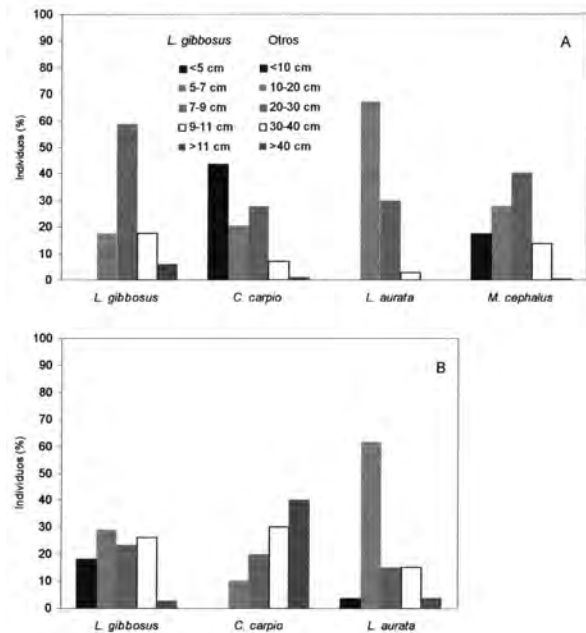 100
90
80
70
60
50
40
30
20
10
0
Individuos (%)
A
L. gibbosus Otros
<5 cm <10 cm
5-7 cm 10-20 cm
7-9 cm 20-30 cm
9-11 cm 30-40 cm
>11 cm >40 cm
L. gibbosus C. carpio L. aurata M. cephalus
100
90
80
70
60
50
40
30
20
10
0
Individuos (%)
B
L. gibbosus C. carpio L. aurata